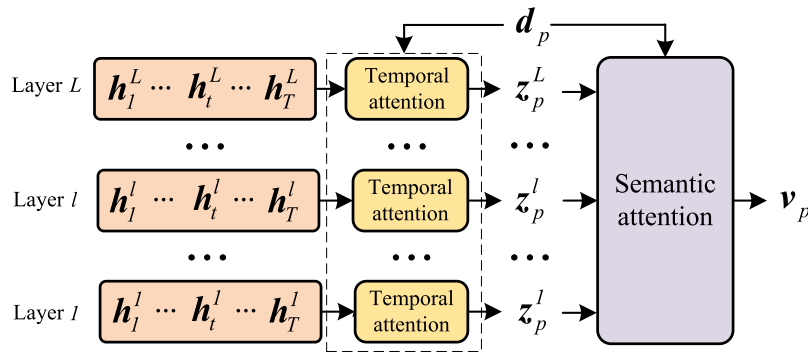 d_p
Layer L h_1^L ... h_t^L ... h_T^L Temporal attention z_p^L
... ... ...
Layer l h_1^l ... h_t^l ... h_T^l Temporal attention z_p^l Semantic attention v_p
... ... ...
Layer 1 h_1^1 ... h_t^1 ... h_T^1 Temporal attention z_p^1